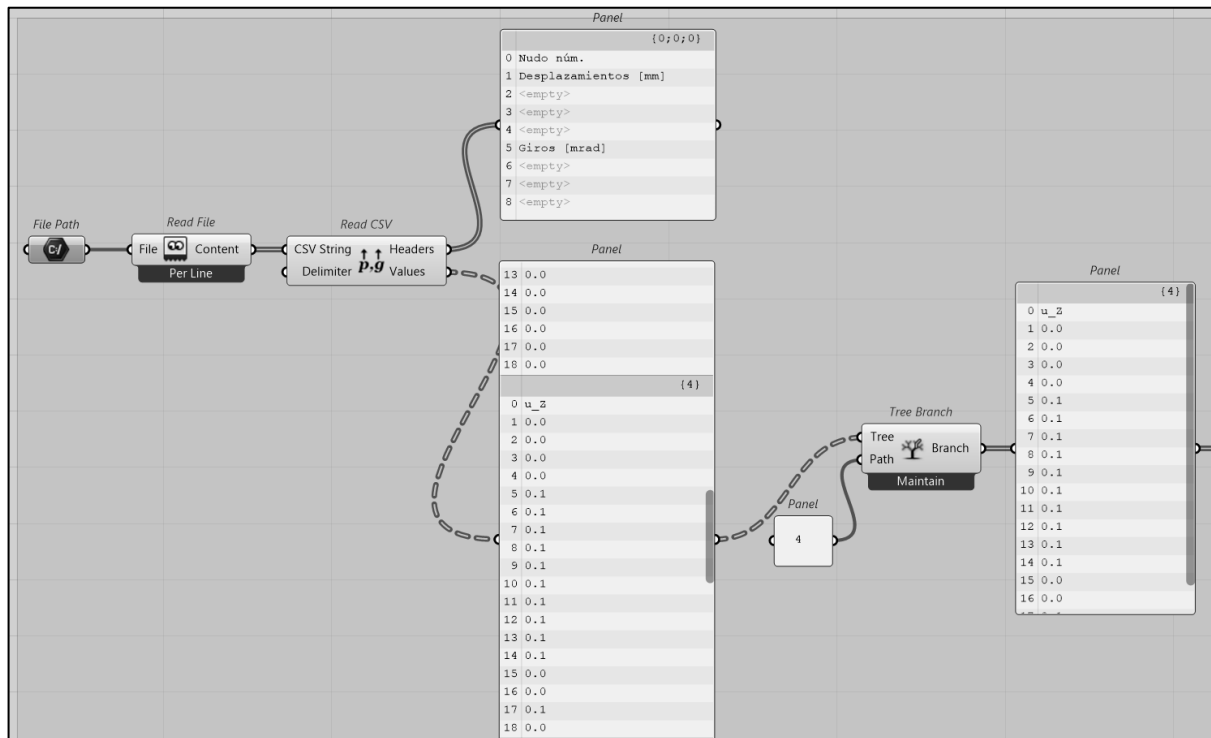 Panel
{0;0;0}
0 Nudo núm.
1 Desplazamientos [mm]
2 <empty>
3 <empty>
4 <empty>
5 Giros [mrad]
6 <empty>
7 <empty>
8 <empty>
File Path
C:/
Read File
File Content
Per Line
Read CSV
CSV String Headers
Delimiter Values
p,g
Panel
13 0.0
14 0.0
15 0.0
16 0.0
17 0.0
18 0.0
{4}
0 u_Z
1 0.0
2 0.0
3 0.0
4 0.0
5 0.1
6 0.1
7 0.1
8 0.1
9 0.1
10 0.1
11 0.1
12 0.1
13 0.1
14 0.1
15 0.0
16 0.0
17 0.1
18 0.0
Tree Branch
Tree Branch
Path
Maintain
Panel
4
Panel
{4}
0 u_Z
1 0.0
2 0.0
3 0.0
4 0.0
5 0.1
6 0.1
7 0.1
8 0.1
9 0.1
10 0.1
11 0.1
12 0.1
13 0.1
14 0.1
15 0.0
16 0.0